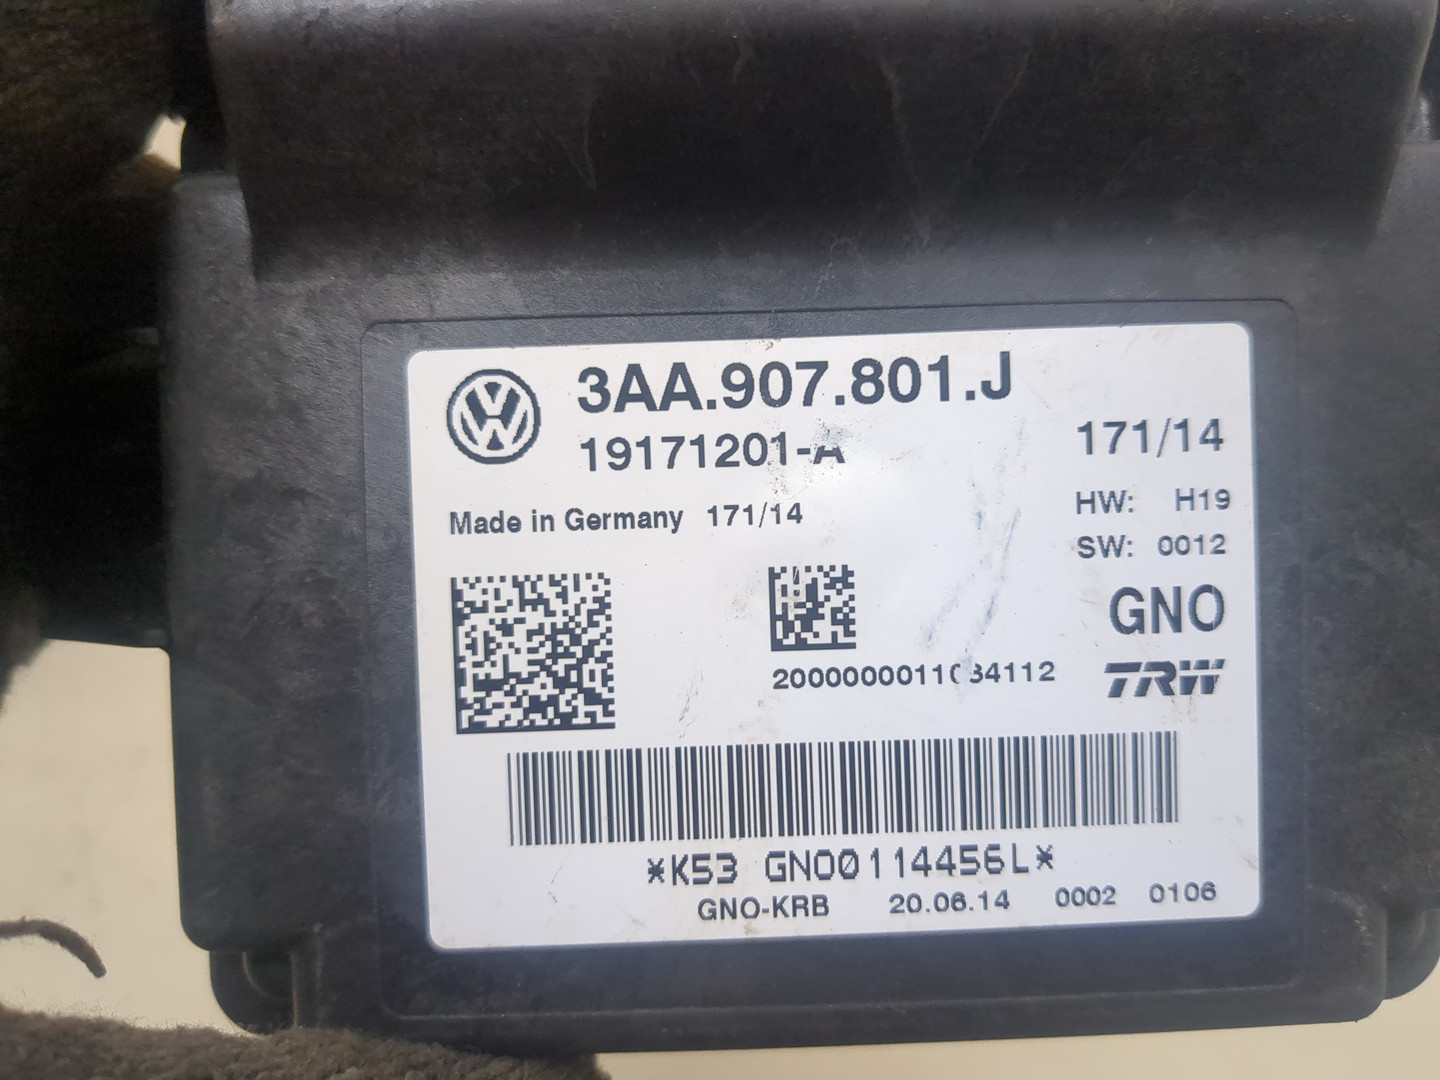 3AA.907.801.J
19171201-A
171/14
Made in Germany 171/14
HW: H19
SW: 0012
GNO
TRW
*K53 GNO0114456L*
GNO-KRB 20.06.14 0002 0106